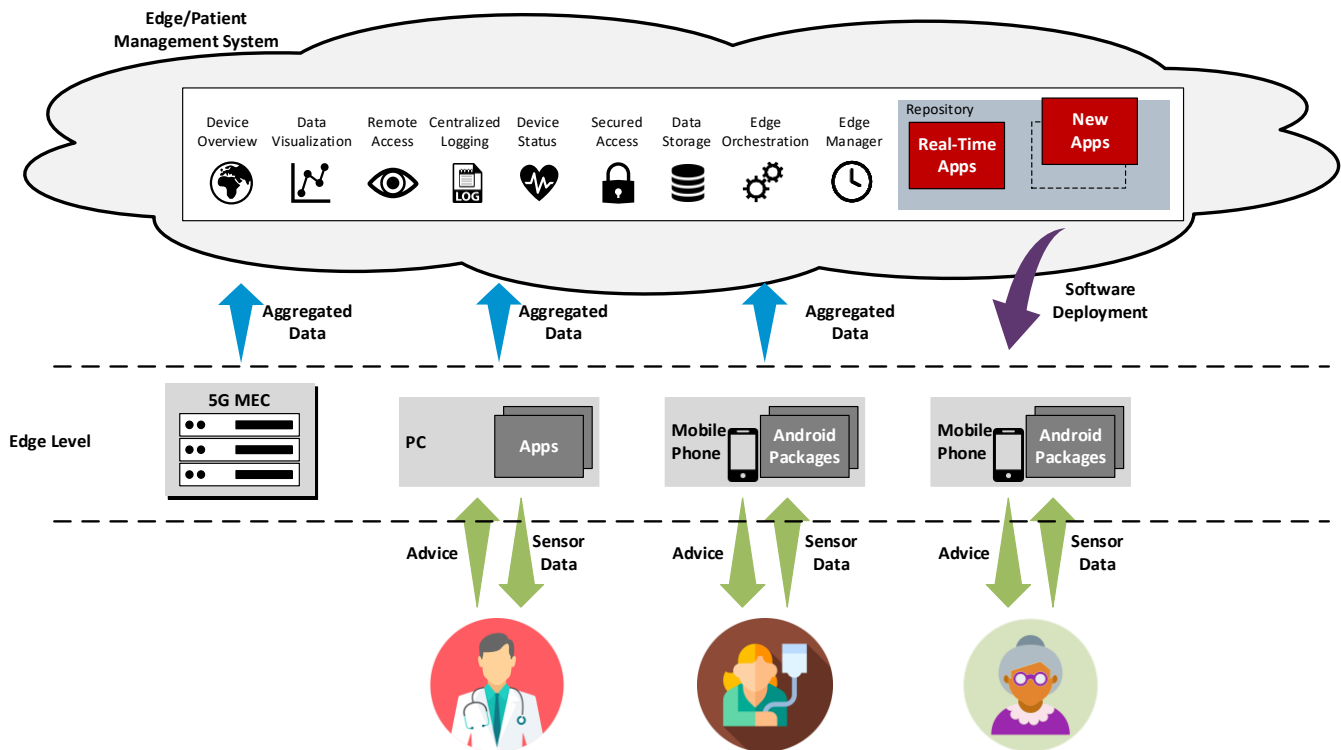 Edge/Patient
Management System
Device
Overview
Data
Visualization
Remote
Access
Centralized
Logging
Device
Status
Secured
Access
Data
Storage
Edge
Orchestration
Edge
Manager
LOG
Repository
Real-Time
Apps
New
Apps
Aggregated
Data
Aggregated
Data
Aggregated
Data
Software
Deployment
Edge Level
5G MEC
PC
Apps
Mobile
Phone
Android
Packages
Mobile
Phone
Android
Packages
Advice
Sensor
Data
Advice
Sensor
Data
Advice
Sensor
Data